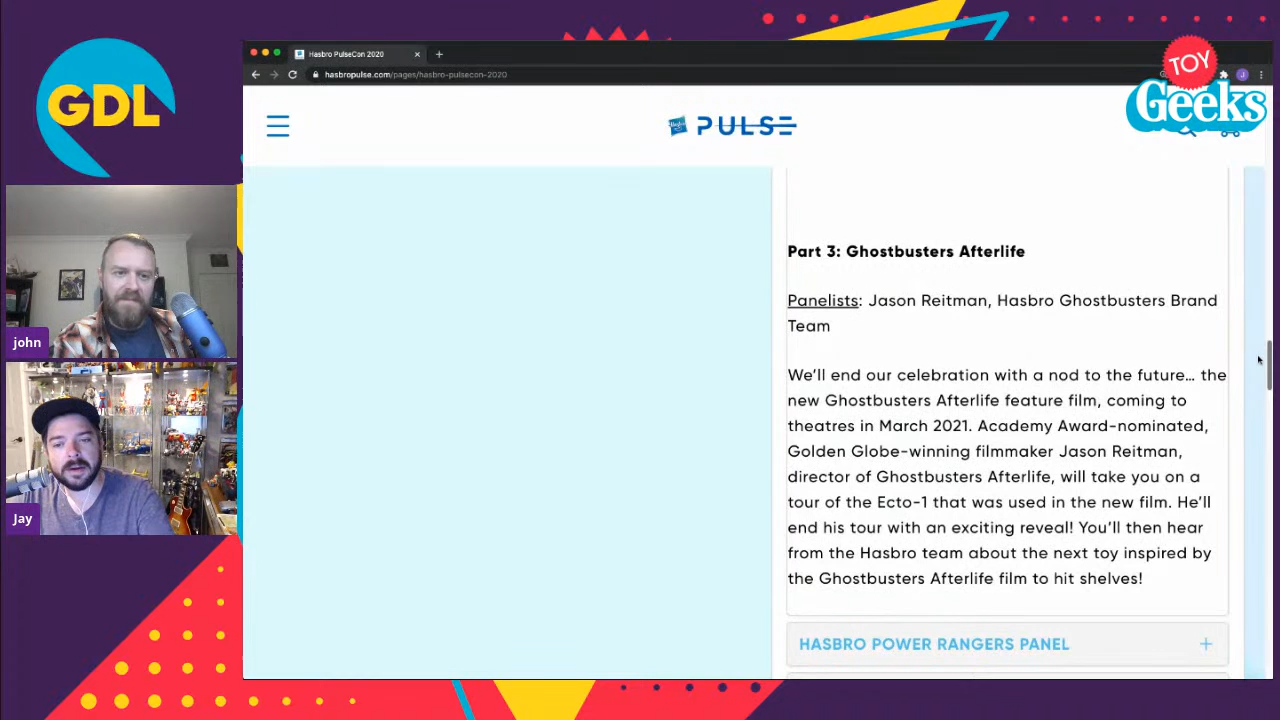 GDL
Hasbro PulseCon 2020
hasbropulse.com/pages/hasbro-pulsecon-2020
J
TOY
Geeks
Hasbro
PULSE
john
Jay
Part 3: Ghostbusters Afterlife
Panelists: Jason Reitman, Hasbro Ghostbusters Brand
Team
We’ll end our celebration with a nod to the future… the
new Ghostbusters Afterlife feature film, coming to
theatres in March 2021. Academy Award-nominated,
Golden Globe-winning filmmaker Jason Reitman,
director of Ghostbusters Afterlife, will take you on a
tour of the Ecto-1 that was used in the new film. He’ll
end his tour with an exciting reveal! You’ll then hear
from the Hasbro team about the next toy inspired by
the Ghostbusters Afterlife film to hit shelves!
HASBRO POWER RANGERS PANEL